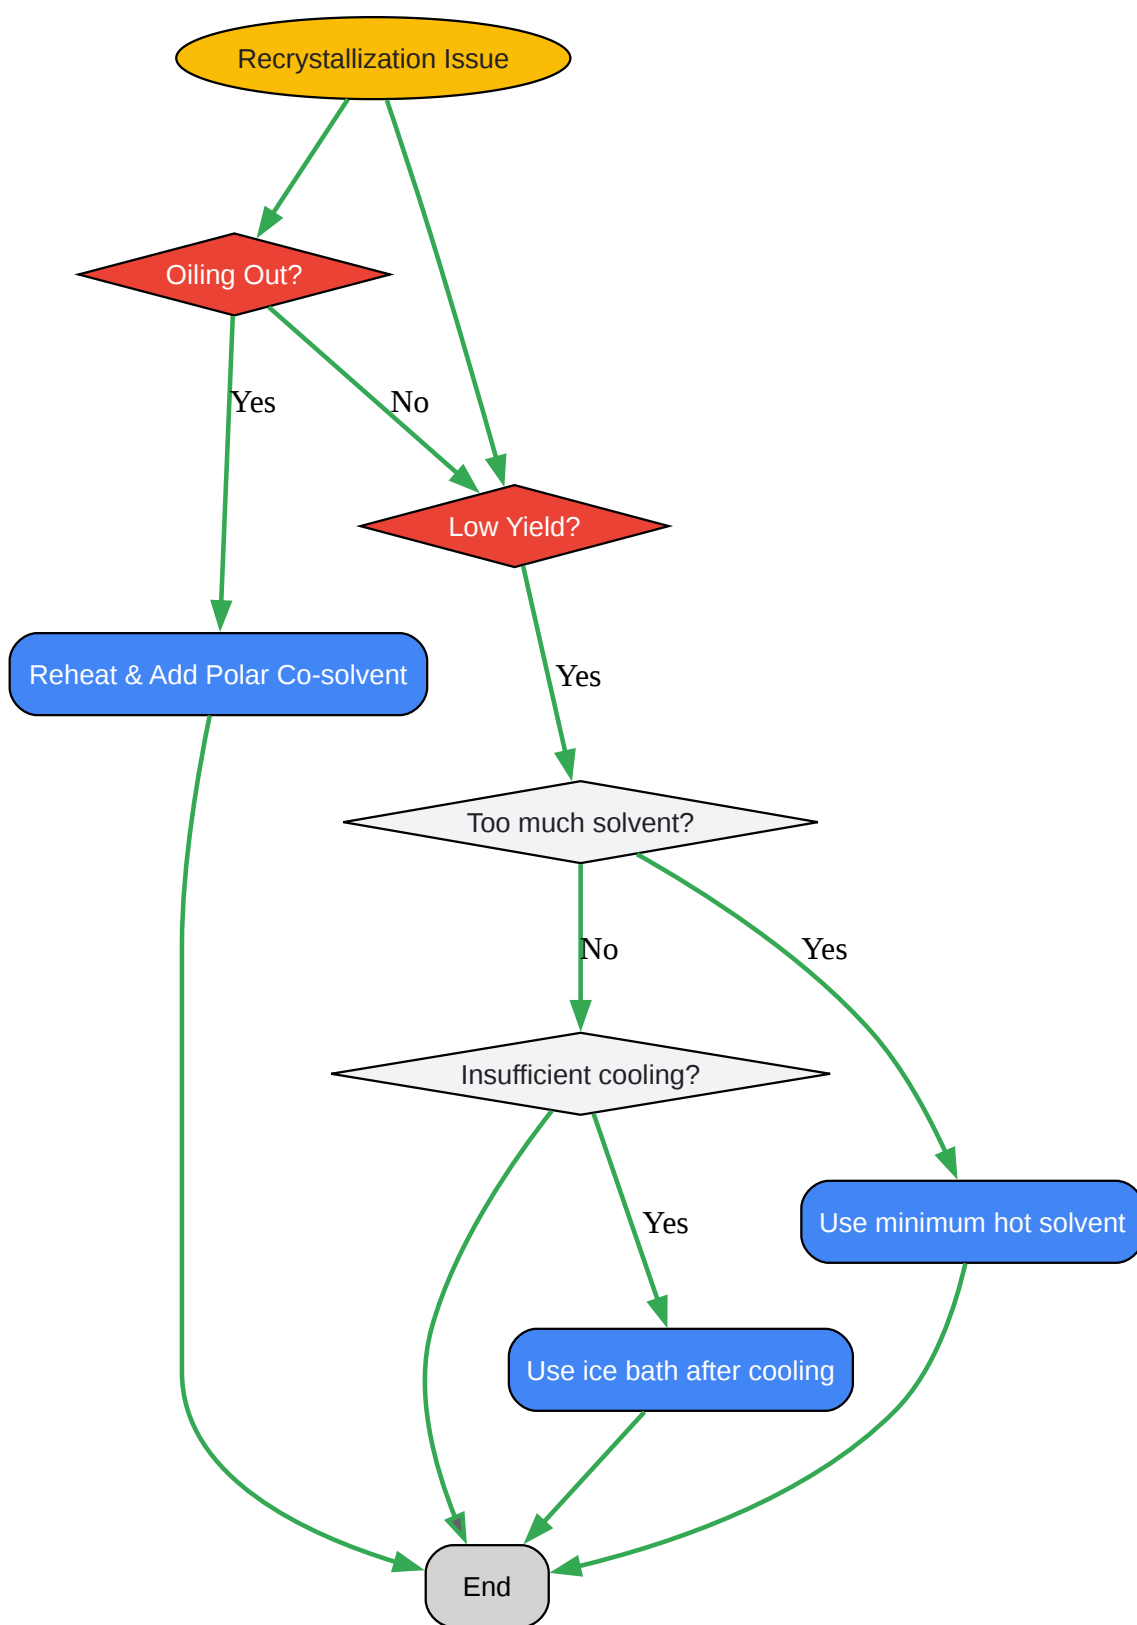 Recrystallization Issue
Oiling Out?
Yes
No
Low Yield?
Reheat & Add Polar Co-solvent
Yes
Too much solvent?
No
Yes
Insufficient cooling?
Yes
Use minimum hot solvent
Use ice bath after cooling
End